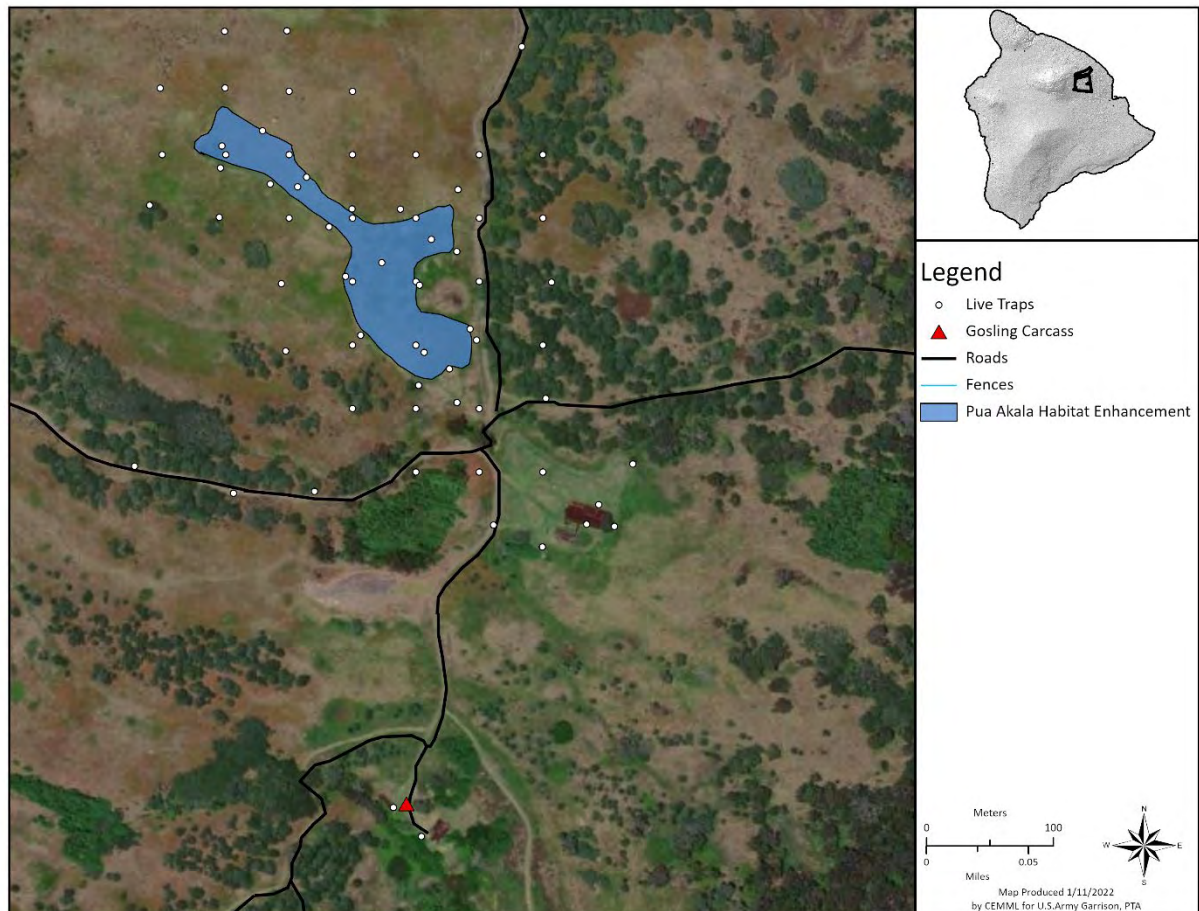 Legend
Live Traps
Gosling Carcass
Roads
Fences
Pua Akala Habitat Enhancement
Meters
0 100
0 0.05
Miles
N
W E
S
Map Produced 1/11/2022
by CEMML for U.S.Army Garrison, PTA